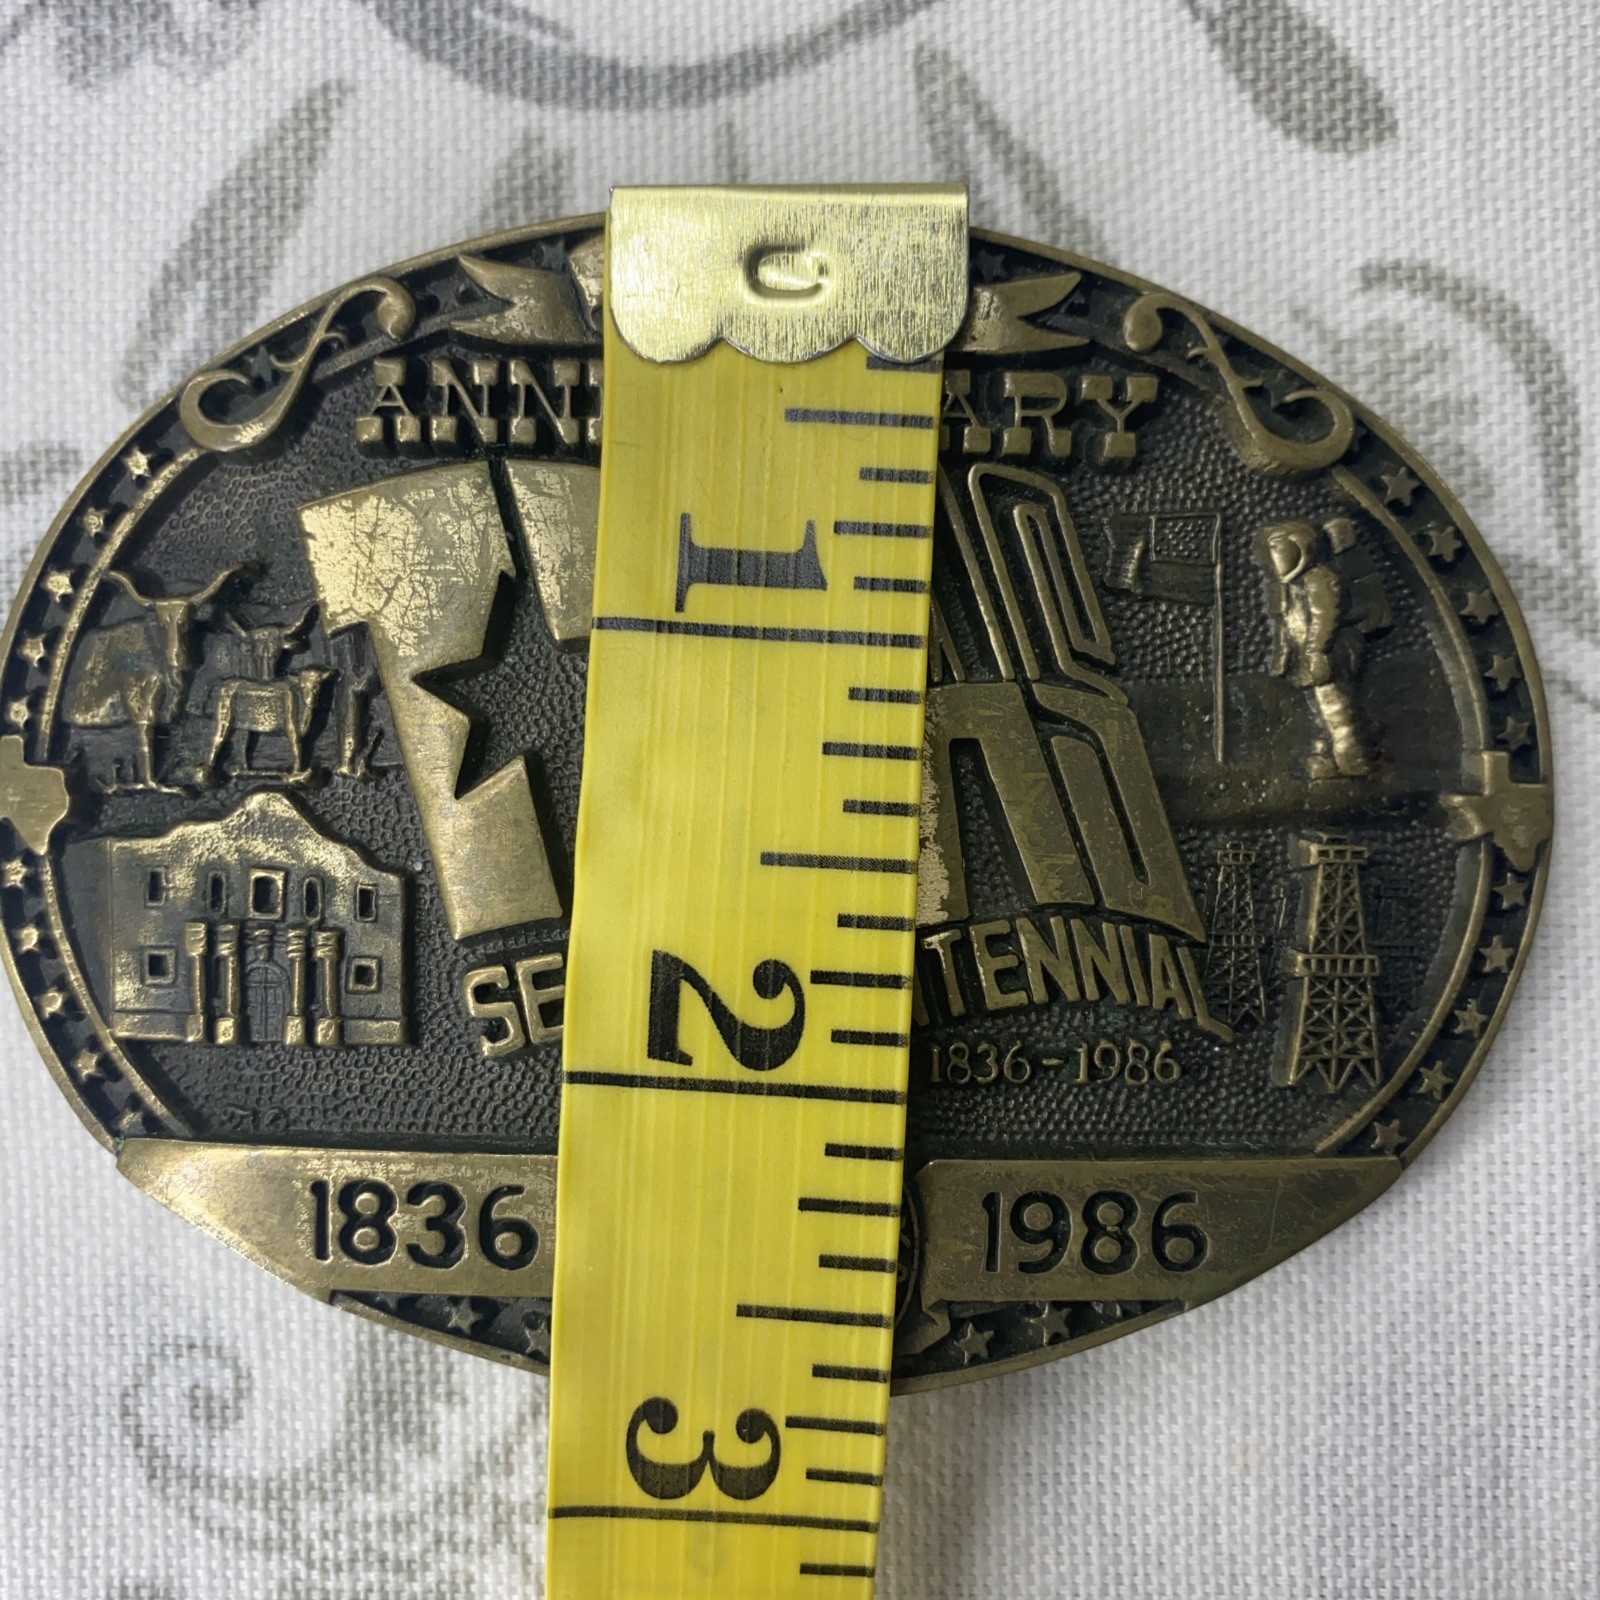 ANN ARY
SE TENNIAL
1836-1986
1836 1986
1
2
3